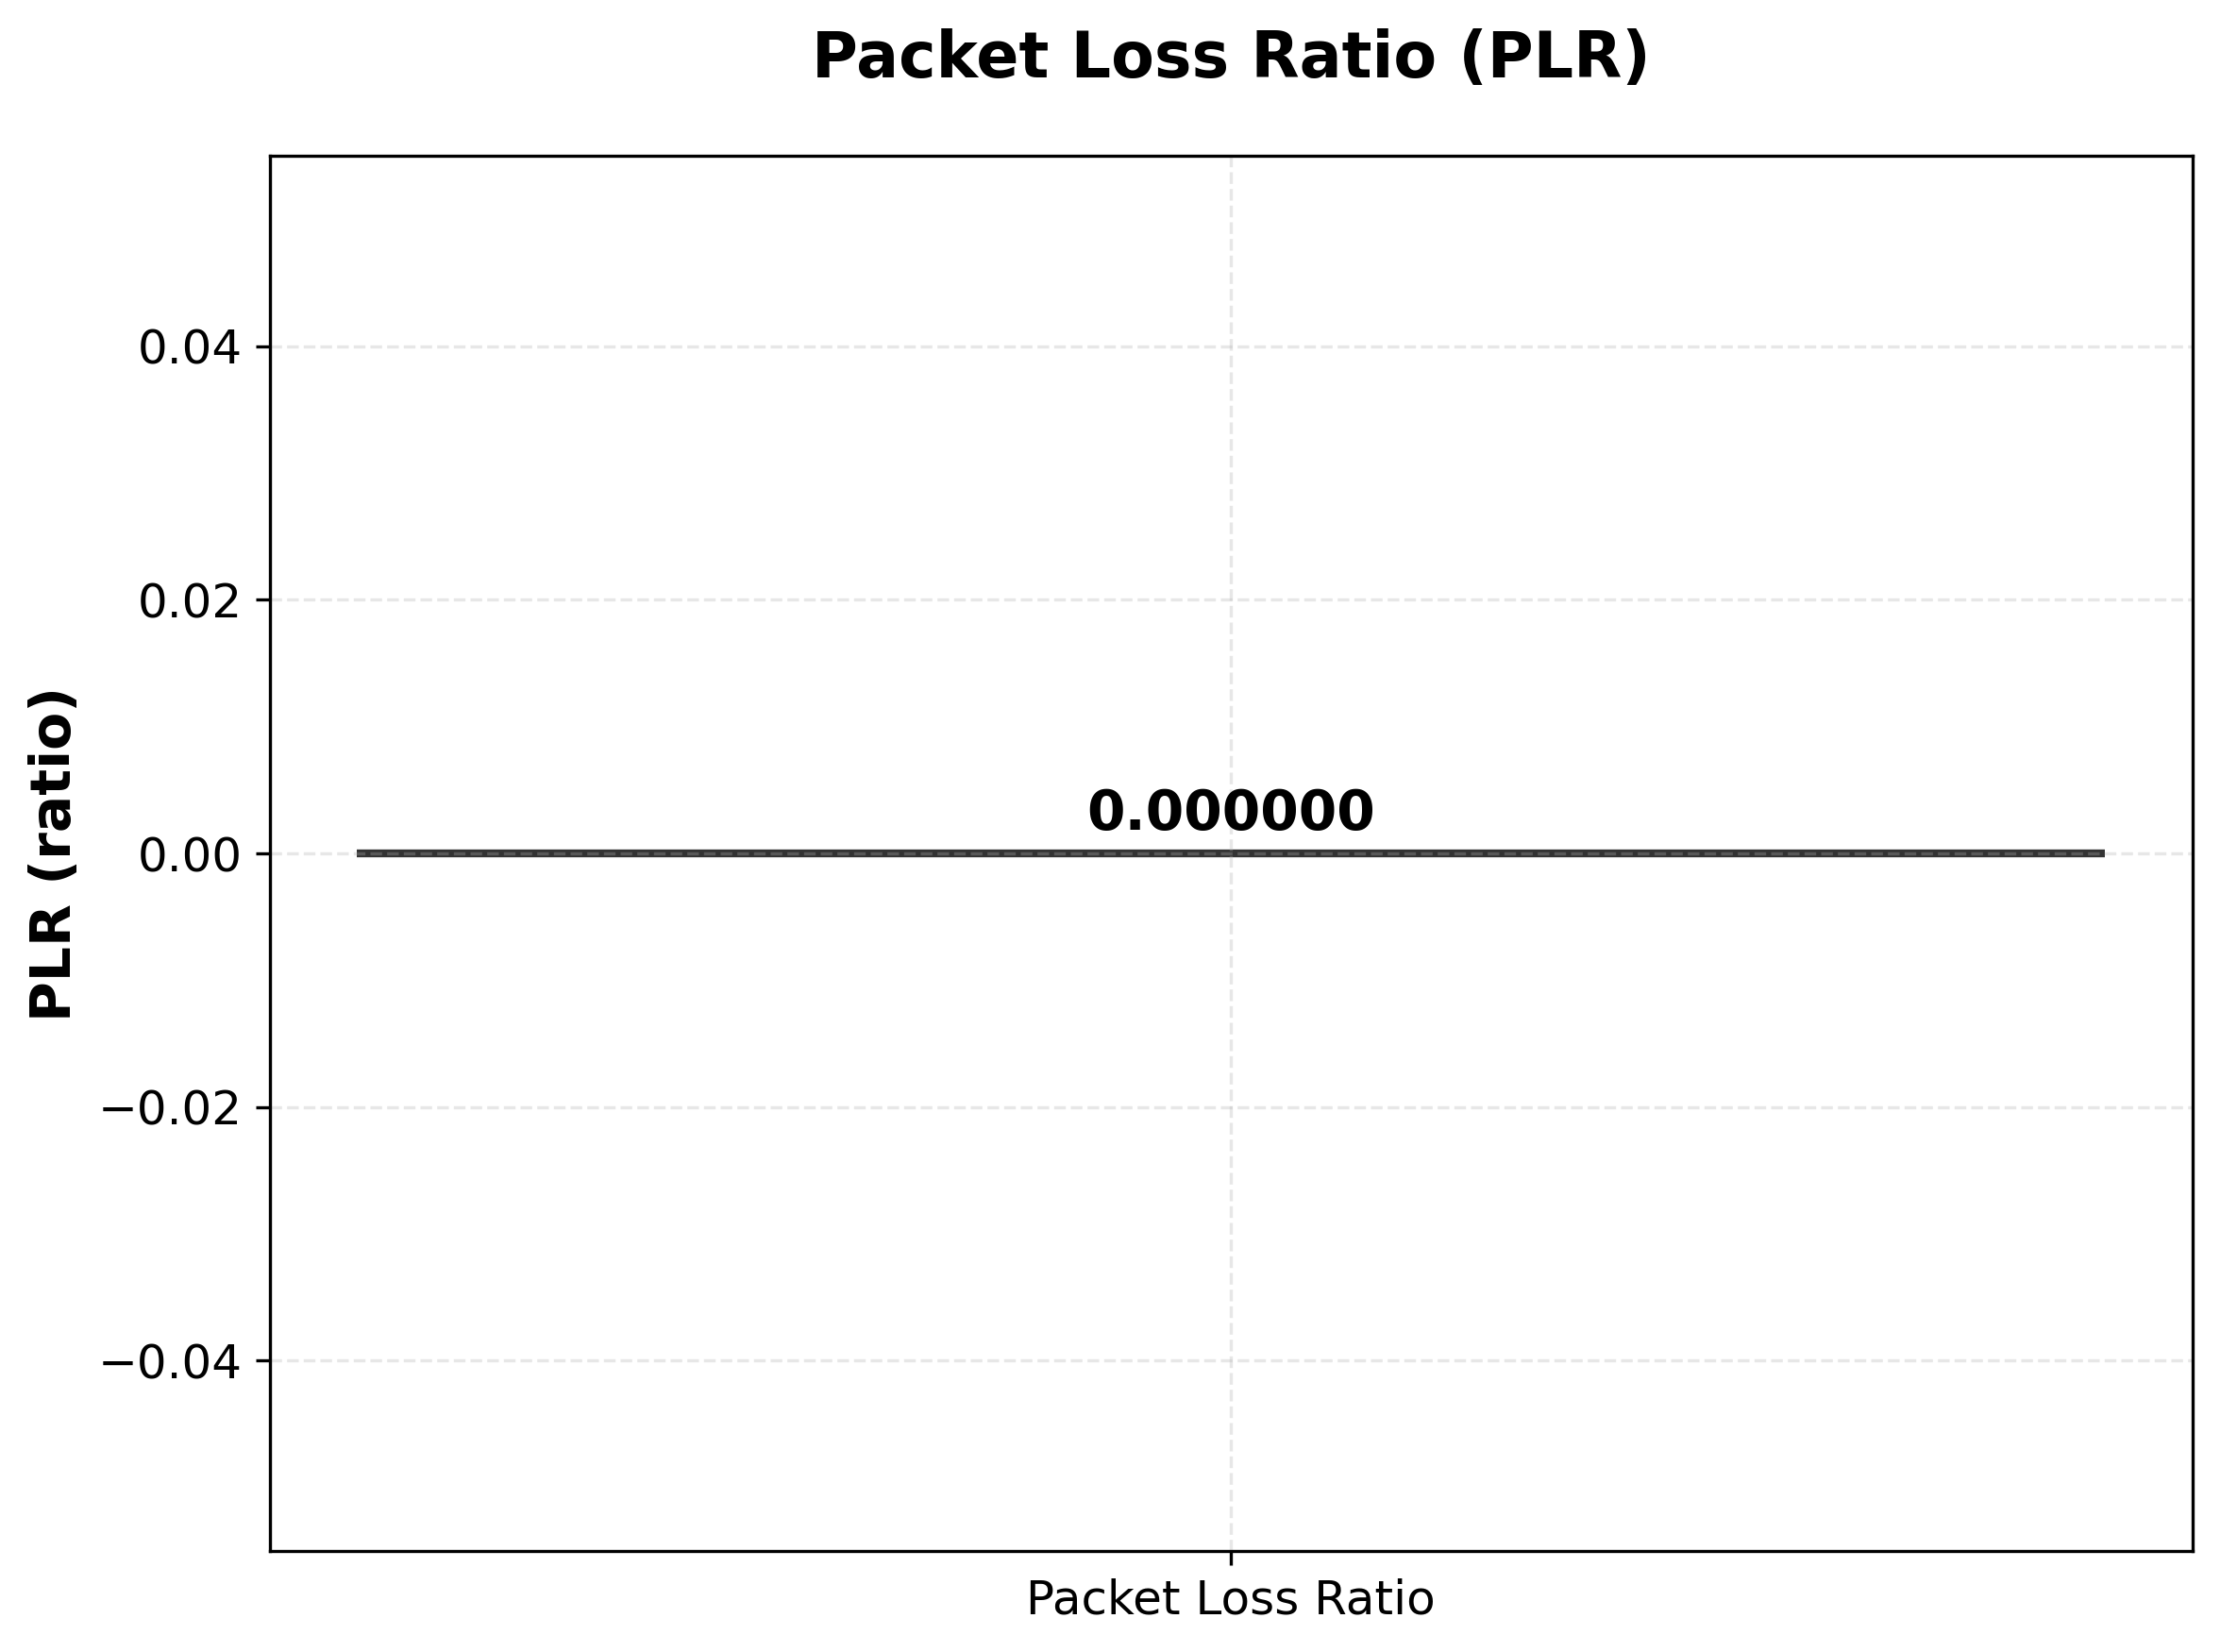 Packet Loss Ratio (PLR)
PLR (ratio)
0.04
0.02
0.00
−0.02
−0.04
0.000000
Packet Loss Ratio